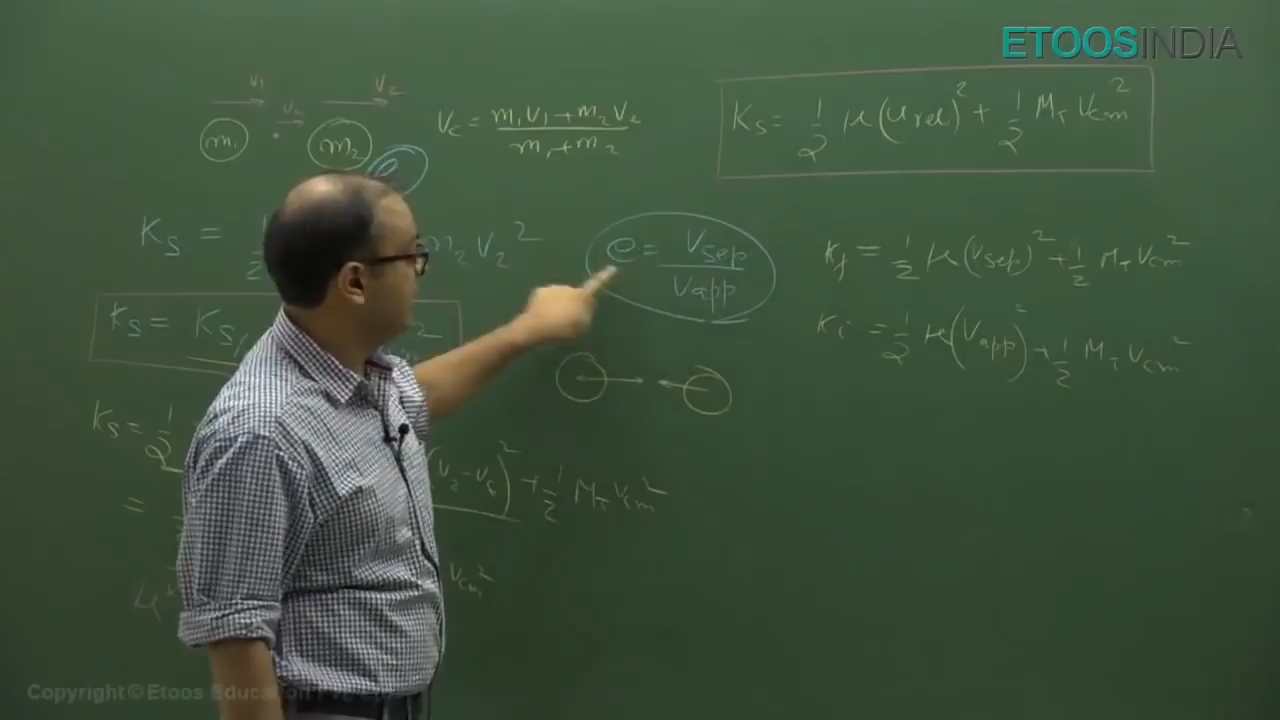 ETOOSINDIA
V₁ V_c V₂
m₁ m₂
e
V_c = (m₁V₁ + m₂V₂) / (m₁ + m₂)
K_S = 1/2 μ(u_rel)² + 1/2 M_T V_cm²
K_S = m₂ V₂²
e = V_sep / V_app
K_f = 1/2 μ(V_sep)² + 1/2 M_T V_cm²
K_S = K_S, 2
K_i = 1/2 μ(V_app)² + 1/2 M_T V_cm²
K_S = 1/2
= (V₂ - V_c)² + 1/2 M_T V_cm²
V_cm²
Copyright © Etoos Education